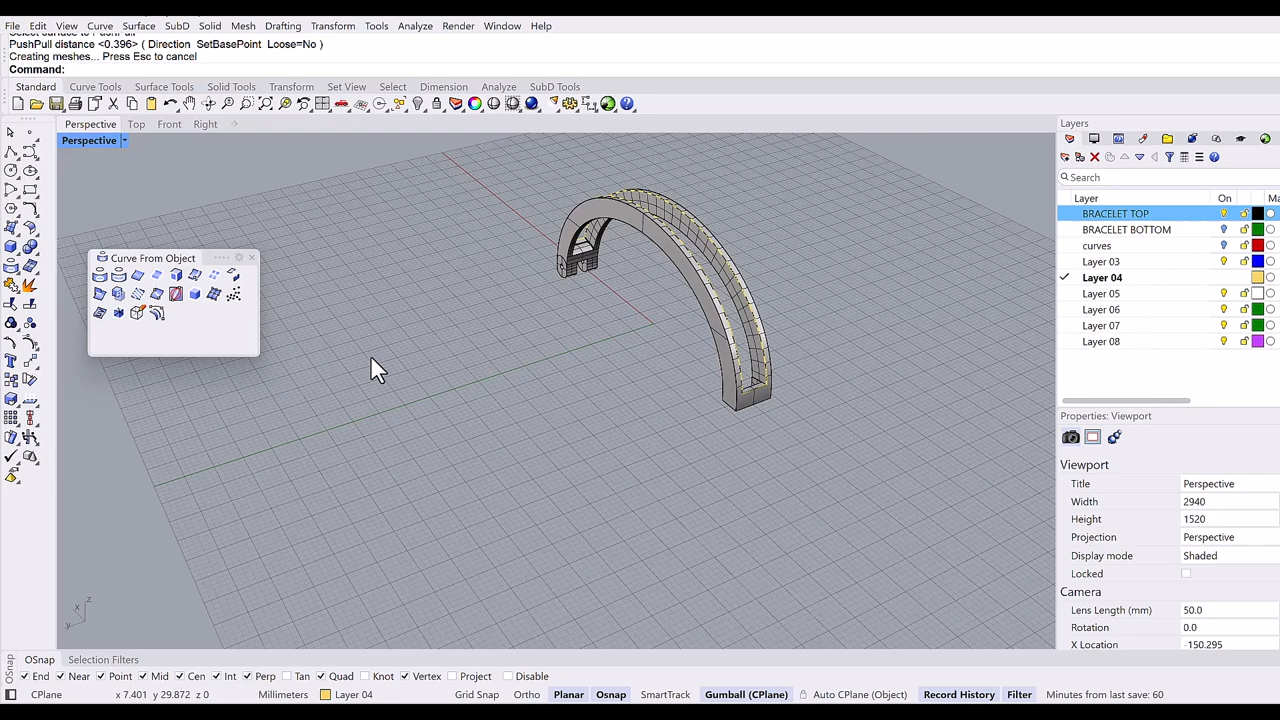 File Edit View Curve Surface SubD Solid Mesh Drafting Transform Tools Analyze Render Window Help
Select surface to PushPull
PushPull distance <0.396> ( Direction SetBasePoint Loose=No )
Creating meshes... Press Esc to cancel
Command:
Standard Curve Tools Surface Tools Solid Tools Transform Set View Select Dimension Analyze SubD Tools
Perspective Top Front Right
Perspective
Curve From Object
z
x
y
Layers
Search
Layer On Ma
BRACELET TOP
BRACELET BOTTOM
curves
Layer 03
Layer 04
Layer 05
Layer 06
Layer 07
Layer 08
Properties: Viewport
Viewport
Title Perspective
Width 2940
Height 1520
Projection Perspective
Display mode Shaded
Locked
Camera
Lens Length (mm) 50.0
Rotation 0.0
X Location -150.295
OSnap
OSnap Selection Filters
End Near Point Mid Cen Int Perp Tan Quad Knot Vertex Project Disable
CPlane x 7.401 y 29.872 z 0 Millimeters Layer 04 Grid Snap Ortho Planar Osnap SmartTrack Gumball (CPlane) Auto CPlane (Object) Record History Filter Minutes from last save: 60